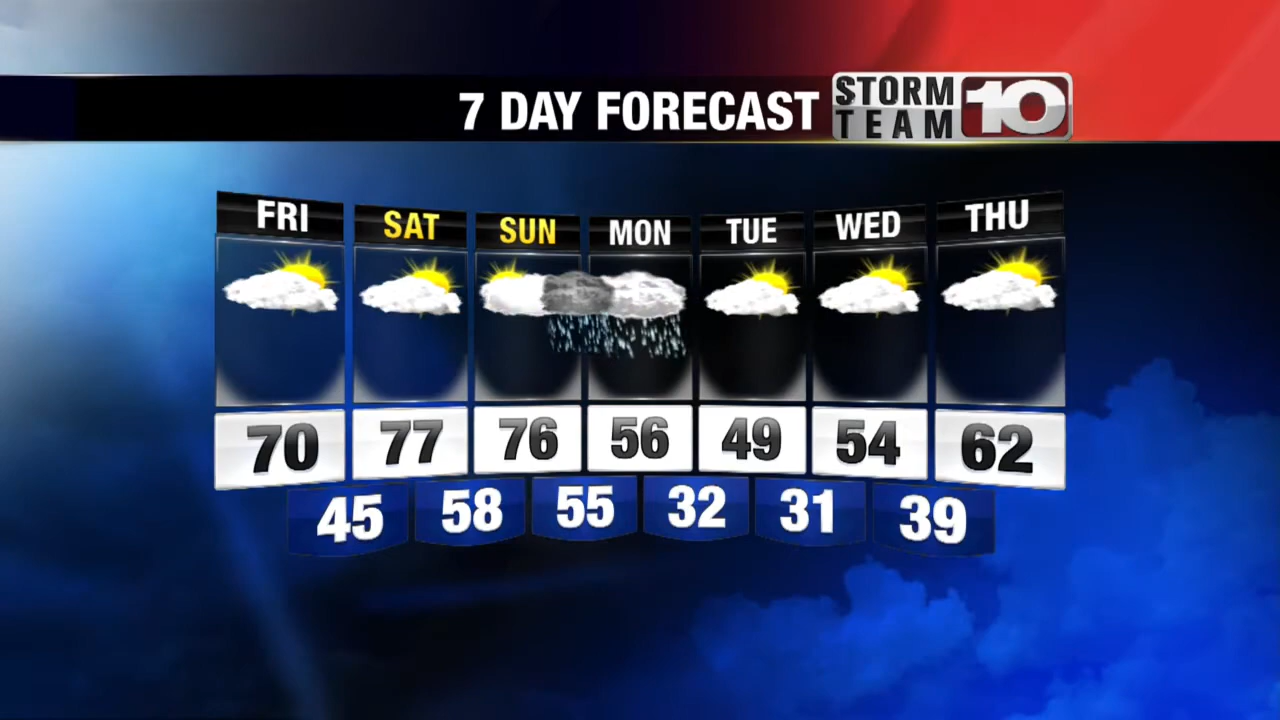 7 DAY FORECAST
STORM
TEAM
10
FRI SAT SUN MON TUE WED THU
70 77 76 56 49 54 62
45 58 55 32 31 39